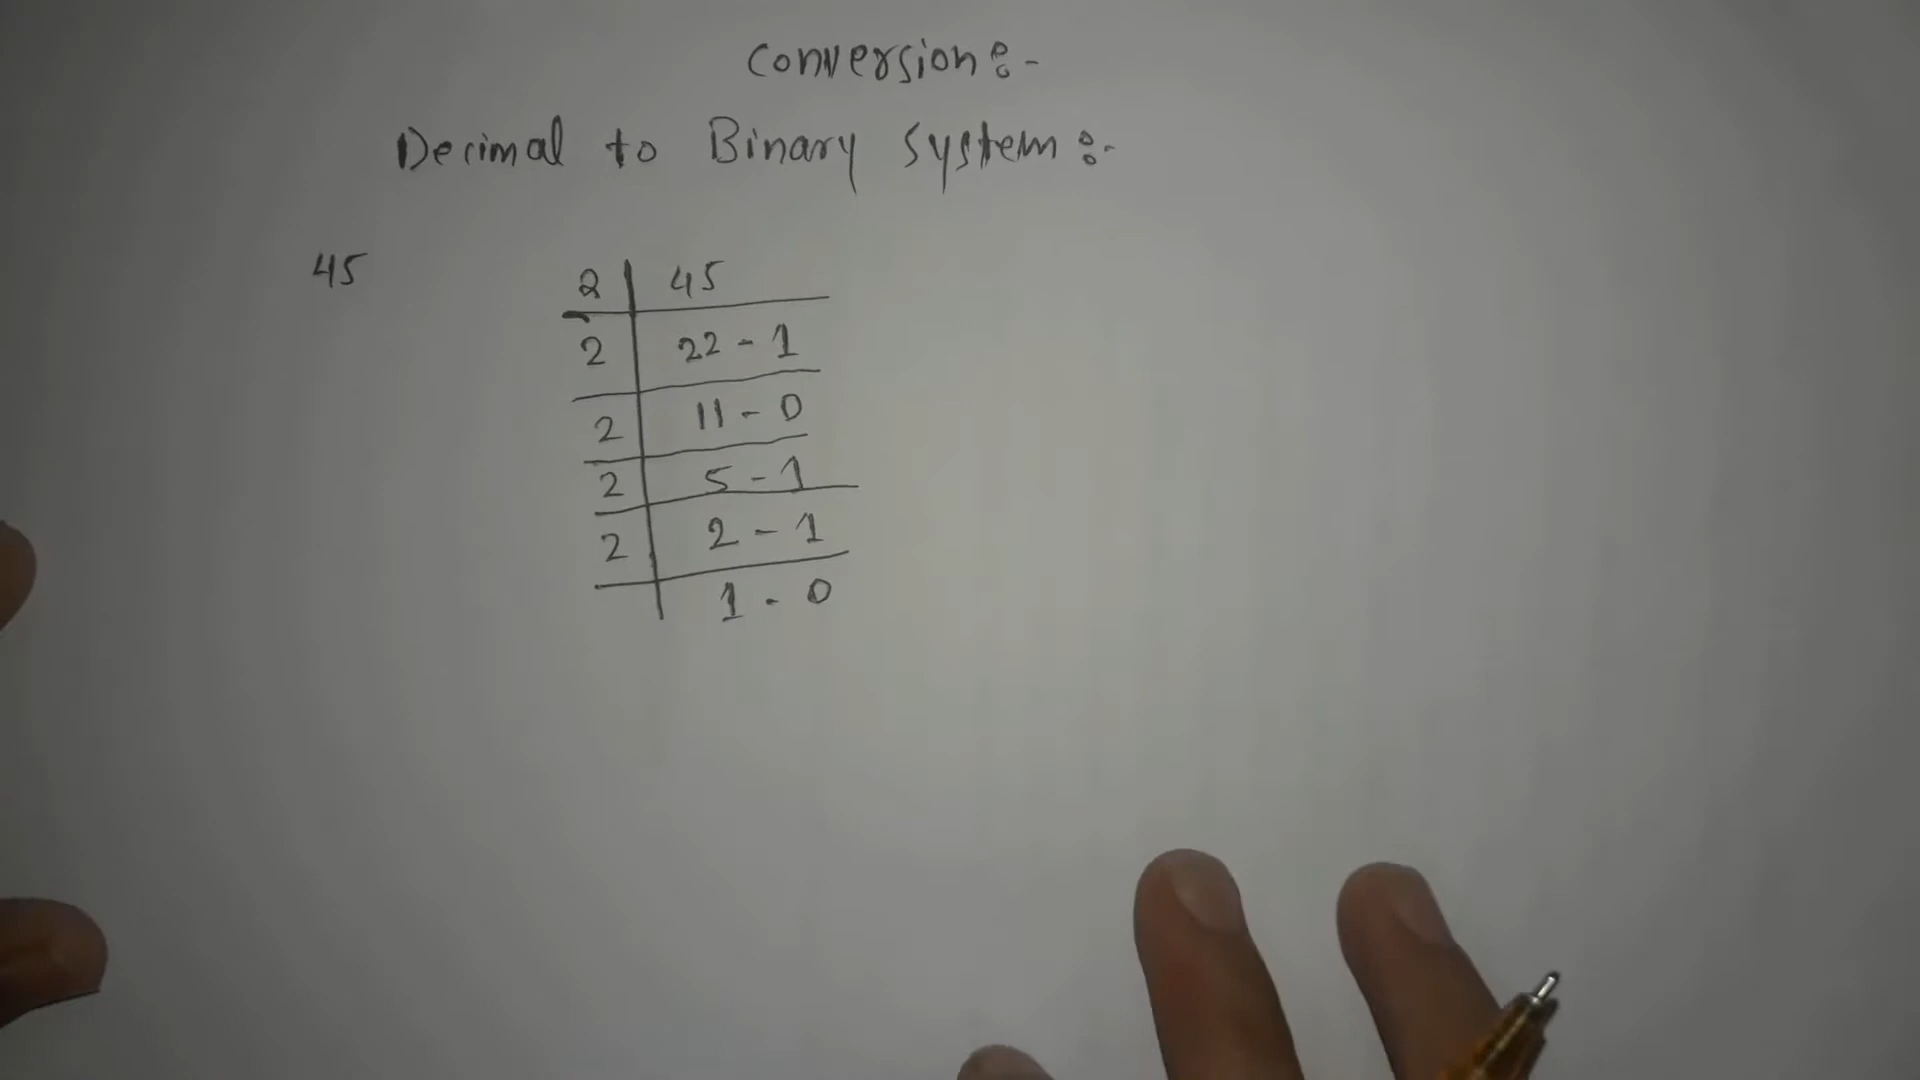 Conversion:-
Decimal to Binary System:-
45
2 | 45
2 | 22 - 1
2 | 11 - 0
2 | 5 - 1
2 | 2 - 1
1 - 0